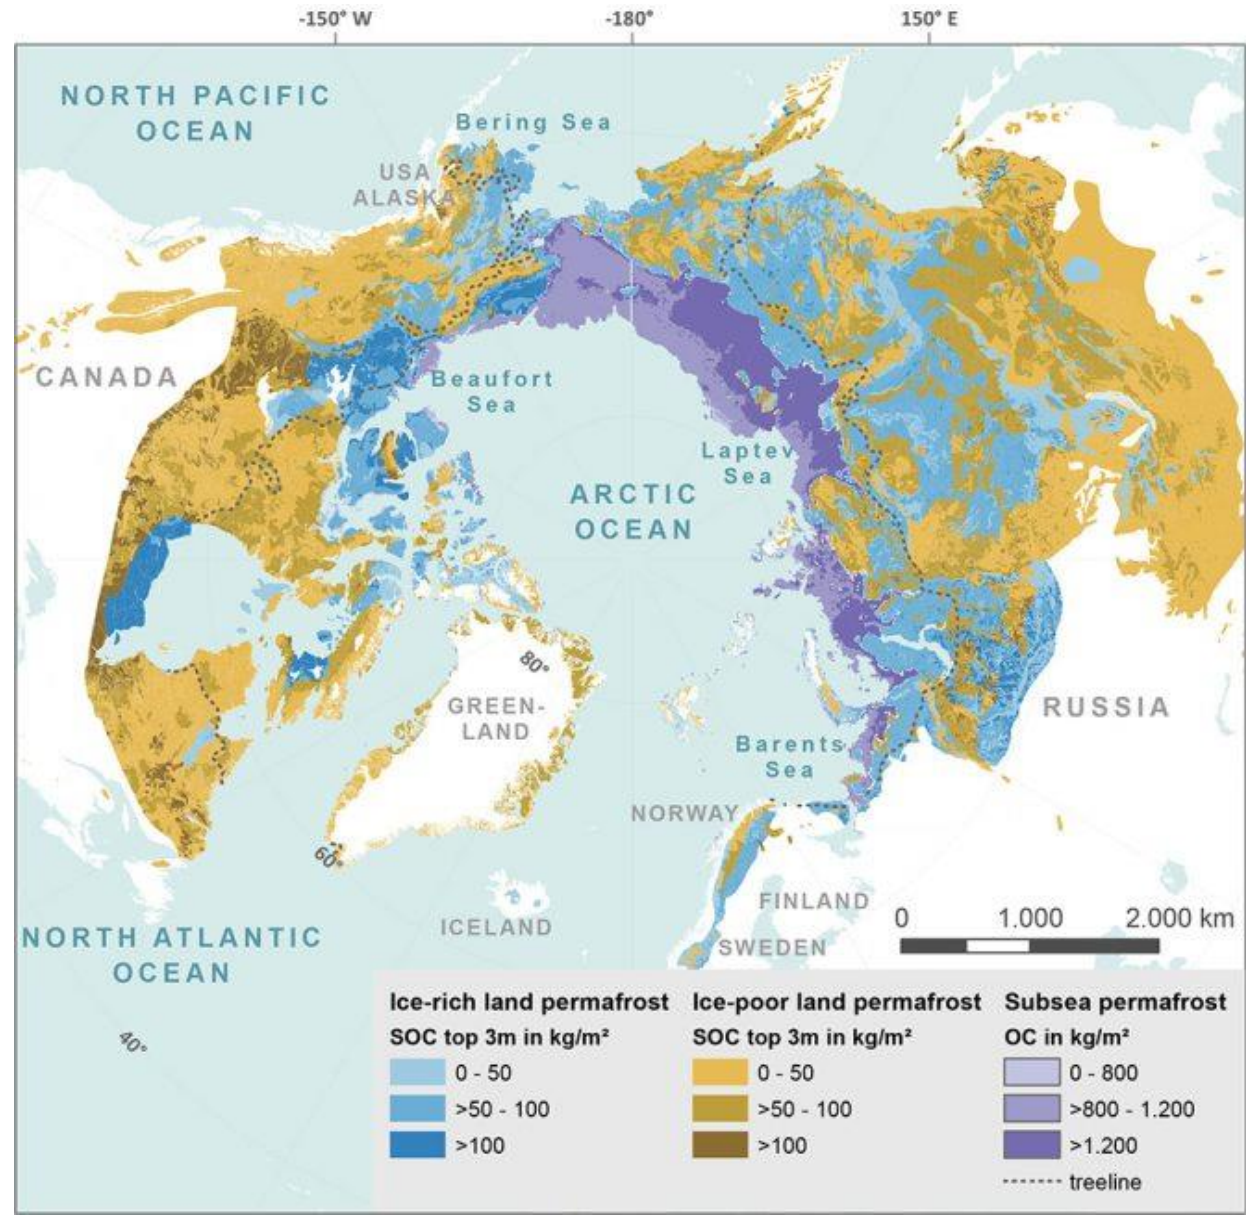 -150° W
-180°
150° E
NORTH PACIFIC
OCEAN
Bering Sea
USA
ALASKA
CANADA
Beaufort
Sea
Laptev
Sea
ARCTIC
OCEAN
80°
GREEN-
LAND
RUSSIA
Barents
Sea
NORWAY
60°
FINLAND
ICELAND
SWEDEN
0 1.000 2.000 km
NORTH ATLANTIC
OCEAN
40°
Ice-rich land permafrost
SOC top 3m in kg/m²
0 - 50
>50 - 100
>100
Ice-poor land permafrost
SOC top 3m in kg/m²
0 - 50
>50 - 100
>100
Subsea permafrost
OC in kg/m²
0 - 800
>800 - 1.200
>1.200
treeline